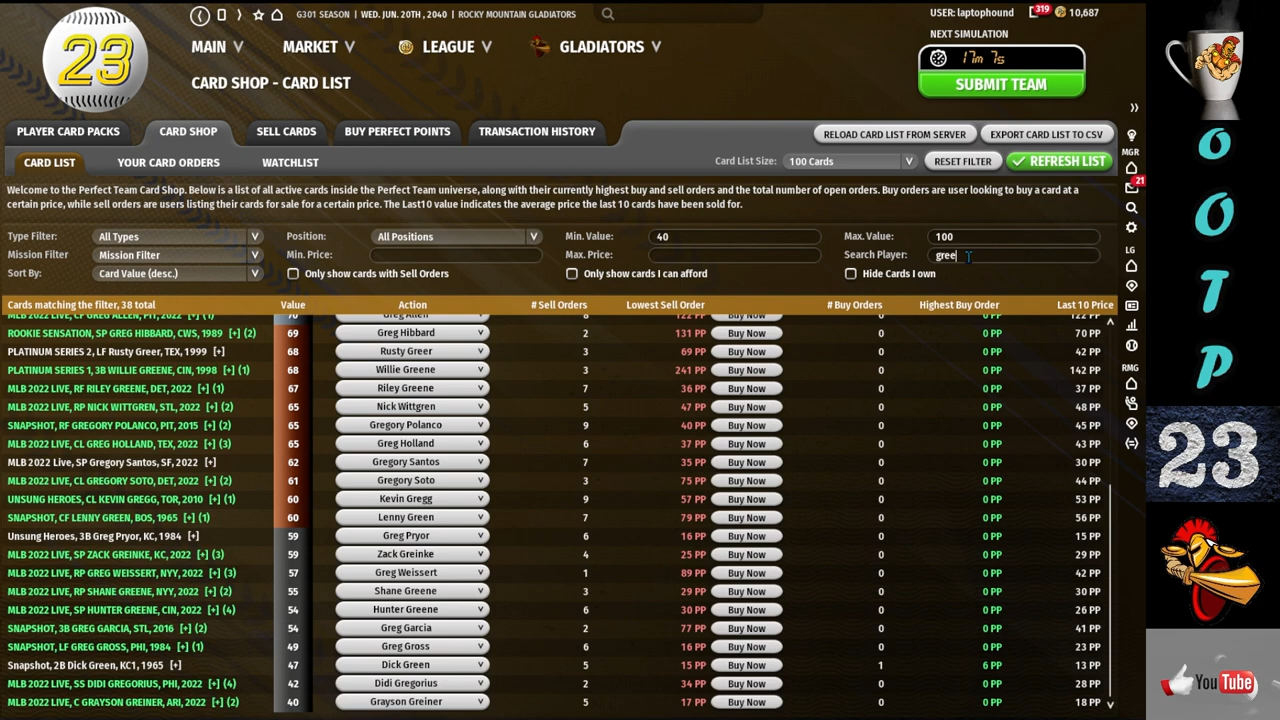 G301 SEASON | WED. JUN. 20TH , 2040 | ROCKY MOUNTAIN GLADIATORS
USER: laptophound 319 10,687
23
MAIN MARKET LEAGUE GLADIATORS
NEXT SIMULATION
17m 7s
SUBMIT TEAM
CARD SHOP - CARD LIST
PLAYER CARD PACKS CARD SHOP SELL CARDS BUY PERFECT POINTS TRANSACTION HISTORY RELOAD CARD LIST FROM SERVER EXPORT CARD LIST TO CSV
CARD LIST YOUR CARD ORDERS WATCHLIST Card List Size: 100 Cards RESET FILTER REFRESH LIST
Welcome to the Perfect Team Card Shop. Below is a list of all active cards inside the Perfect Team universe, along with their currently highest buy and sell orders and the total number of open orders. Buy orders are user looking to buy a card at a
certain price, while sell orders are users listing their cards for sale for a certain price. The Last10 value indicates the average price the last 10 cards have been sold for.
Type Filter: All Types Position: All Positions Min. Value: 40 Max. Value: 100
Mission Filter Mission Filter Min. Price: Max. Price: Search Player: gree
Sort By: Card Value (desc.) Only show cards with Sell Orders Only show cards I can afford Hide Cards I own
Cards matching the filter, 38 total Value Action # Sell Orders Lowest Sell Order # Buy Orders Highest Buy Order Last 10 Price
MLB 2022 LIVE, CF GREG ALLEN, PIT, 2022 [+] (1) 70 Greg Allen 8 122 PP Buy Now 0 0 PP 122 PP
ROOKIE SENSATION, SP GREG HIBBARD, CWS, 1989 [+] (2) 69 Greg Hibbard 2 131 PP Buy Now 0 0 PP 70 PP
PLATINUM SERIES 2, LF Rusty Greer, TEX, 1999 [+] 68 Rusty Greer 3 69 PP Buy Now 0 0 PP 42 PP
PLATINUM SERIES 1, 3B WILLIE GREENE, CIN, 1998 [+] (1) 68 Willie Greene 3 241 PP Buy Now 0 0 PP 142 PP
MLB 2022 LIVE, RF RILEY GREENE, DET, 2022 [+] (1) 67 Riley Greene 7 36 PP Buy Now 0 0 PP 37 PP
MLB 2022 LIVE, RP NICK WITTGREN, STL, 2022 [+] (2) 65 Nick Wittgren 5 47 PP Buy Now 0 0 PP 48 PP
SNAPSHOT, RF GREGORY POLANCO, PIT, 2015 [+] (2) 65 Gregory Polanco 9 40 PP Buy Now 0 0 PP 45 PP
MLB 2022 LIVE, CL GREG HOLLAND, TEX, 2022 [+] (3) 65 Greg Holland 6 37 PP Buy Now 0 0 PP 43 PP
MLB 2022 Live, SP Gregory Santos, SF, 2022 [+] 62 Gregory Santos 7 35 PP Buy Now 0 0 PP 30 PP
MLB 2022 LIVE, CL GREGORY SOTO, DET, 2022 [+] (2) 61 Gregory Soto 3 75 PP Buy Now 0 0 PP 44 PP
UNSUNG HEROES, CL KEVIN GREGG, TOR, 2010 [+] (1) 60 Kevin Gregg 9 57 PP Buy Now 0 0 PP 53 PP
SNAPSHOT, CF LENNY GREEN, BOS, 1965 [+] (1) 60 Lenny Green 7 79 PP Buy Now 0 0 PP 56 PP
Unsung Heroes, 3B Greg Pryor, KC, 1984 [+] 59 Greg Pryor 6 16 PP Buy Now 0 0 PP 15 PP
MLB 2022 LIVE, SP ZACK GREINKE, KC, 2022 [+] (3) 59 Zack Greinke 4 25 PP Buy Now 0 0 PP 29 PP
MLB 2022 LIVE, RP GREG WEISSERT, NYY, 2022 [+] (3) 57 Greg Weissert 1 89 PP Buy Now 0 0 PP 42 PP
MLB 2022 LIVE, RP SHANE GREENE, NYY, 2022 [+] (2) 55 Shane Greene 3 29 PP Buy Now 0 0 PP 30 PP
MLB 2022 LIVE, SP HUNTER GREENE, CIN, 2022 [+] (4) 54 Hunter Greene 6 30 PP Buy Now 0 0 PP 26 PP
SNAPSHOT, 3B GREG GARCIA, STL, 2016 [+] (2) 54 Greg Garcia 2 77 PP Buy Now 0 0 PP 41 PP
SNAPSHOT, LF GREG GROSS, PHI, 1984 [+] (1) 49 Greg Gross 6 16 PP Buy Now 0 0 PP 23 PP
Snapshot, 2B Dick Green, KC1, 1965 [+] 47 Dick Green 5 15 PP Buy Now 1 6 PP 13 PP
MLB 2022 LIVE, SS DIDI GREGORIUS, PHI, 2022 [+] (4) 42 Didi Gregorius 2 34 PP Buy Now 0 0 PP 28 PP
MLB 2022 LIVE, C GRAYSON GREINER, ARI, 2022 [+] (2) 40 Grayson Greiner 5 17 PP Buy Now 0 0 PP 18 PP
MGR
21
LG
RMG
O
O
T
P
23
YouTube